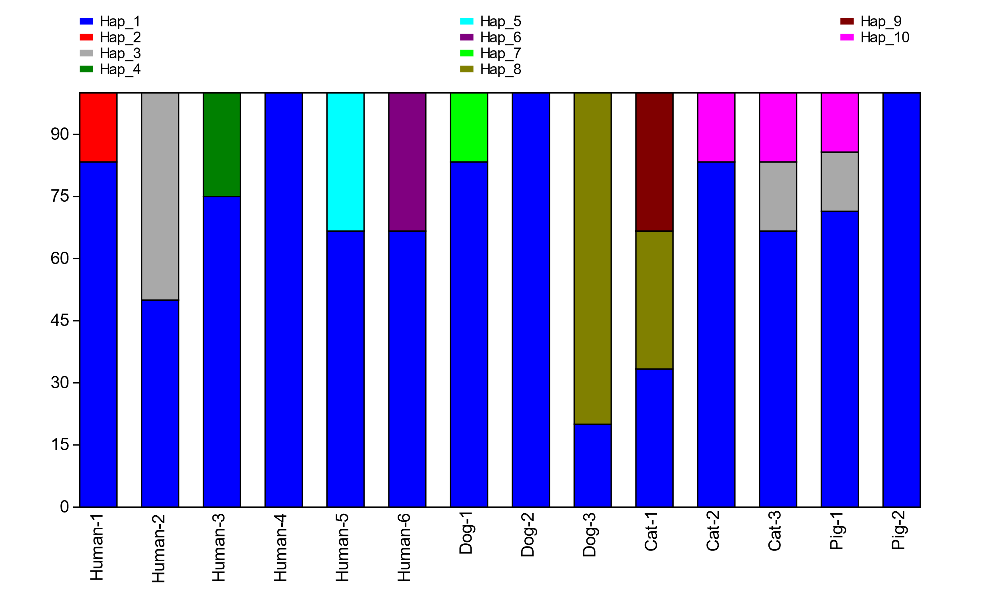 Hap_1
Hap_2
Hap_3
Hap_4
Hap_5
Hap_6
Hap_7
Hap_8
Hap_9
Hap_10
90
75
60
45
30
15
0
Human-1
Human-2
Human-3
Human-4
Human-5
Human-6
Dog-1
Dog-2
Dog-3
Cat-1
Cat-2
Cat-3
Pig-1
Pig-2